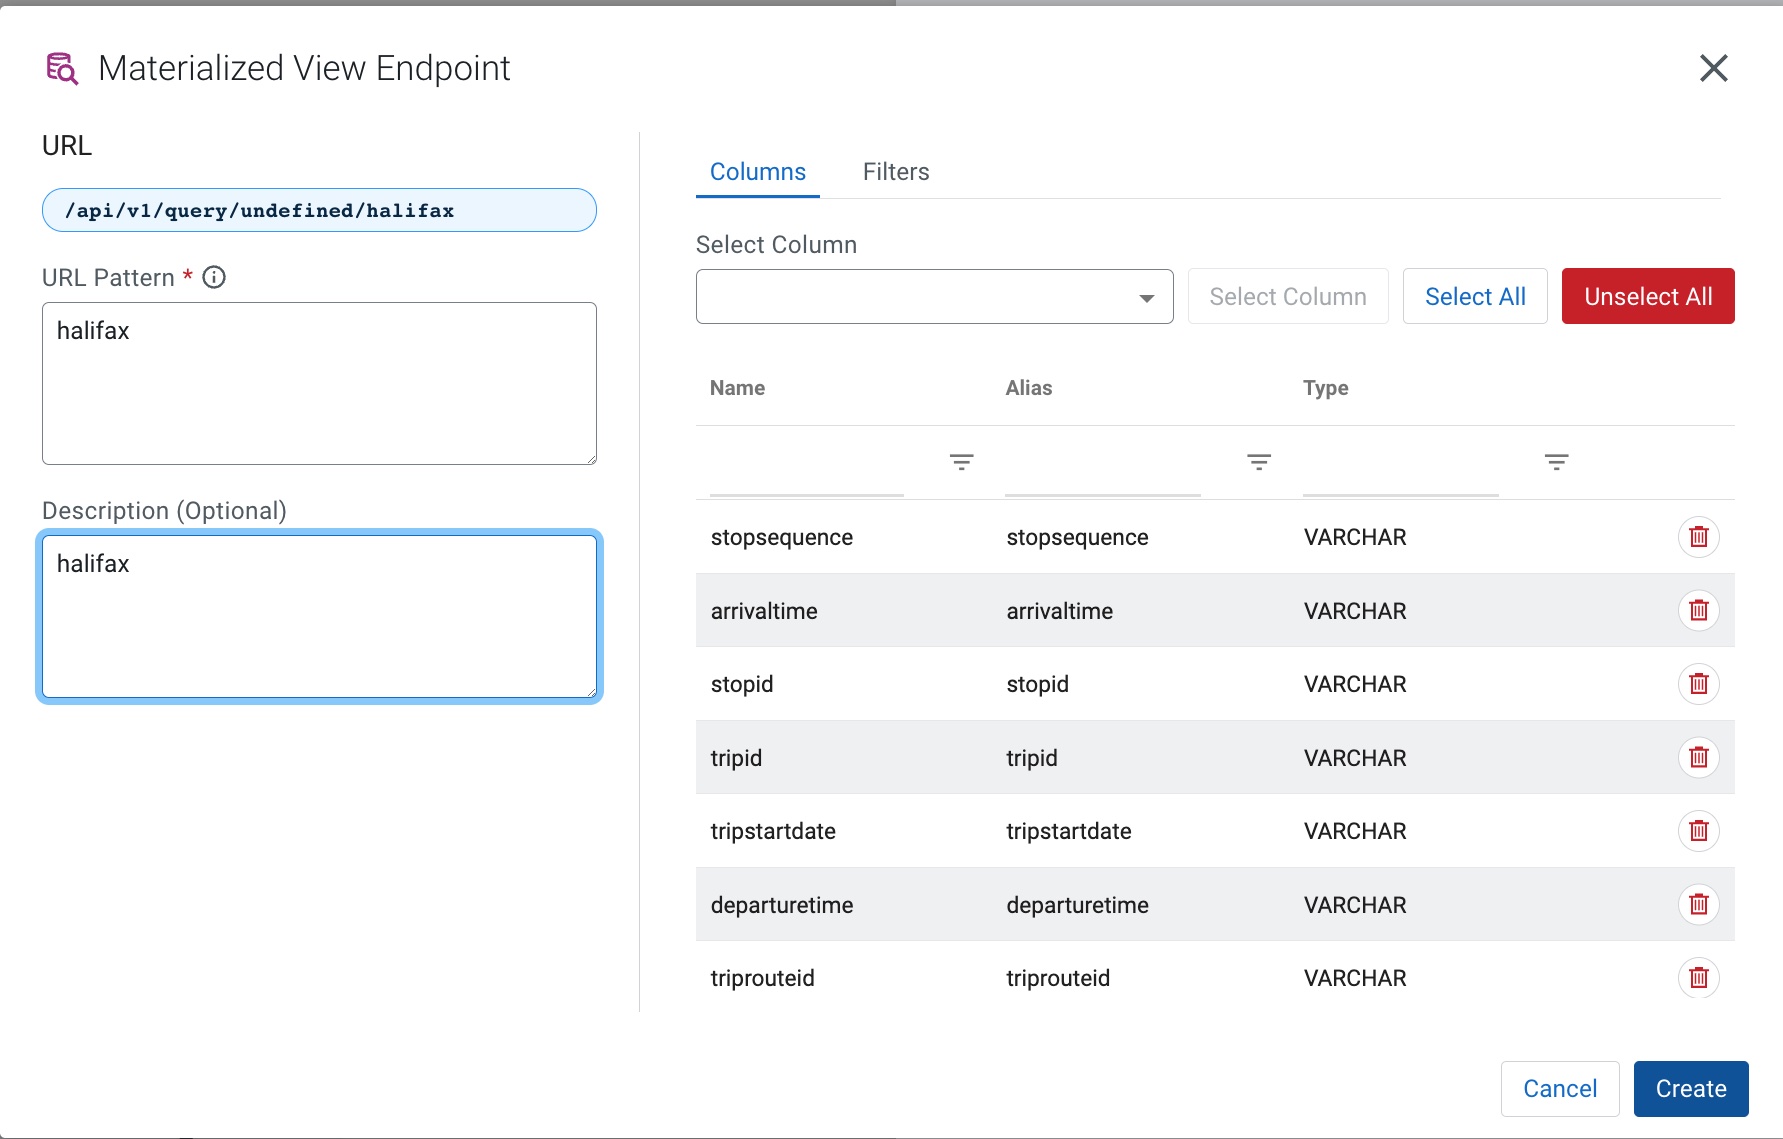 Materialized View Endpoint
URL
/api/v1/query/undefined/halifax
URL Pattern *
halifax
Description (Optional)
halifax
Columns Filters
Select Column
Select Column Select All Unselect All
Name Alias Type
stopsequence stopsequence VARCHAR
arrivaltime arrivaltime VARCHAR
stopid stopid VARCHAR
tripid tripid VARCHAR
tripstartdate tripstartdate VARCHAR
departuretime departuretime VARCHAR
triprouteid triprouteid VARCHAR
Cancel Create